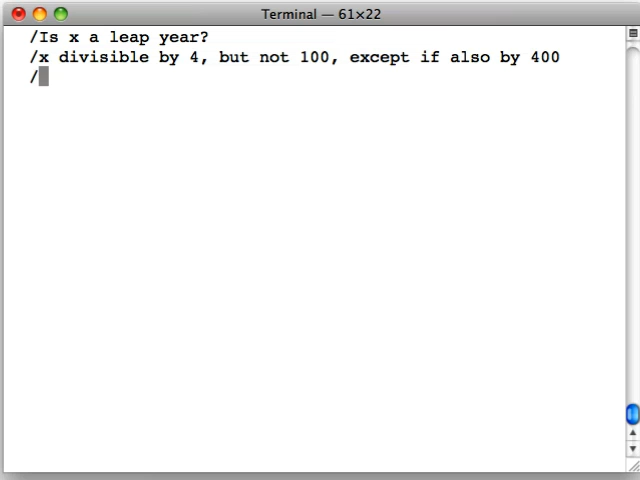 Terminal — 61×22
/Is x a leap year?
/x divisible by 4, but not 100, except if also by 400
/